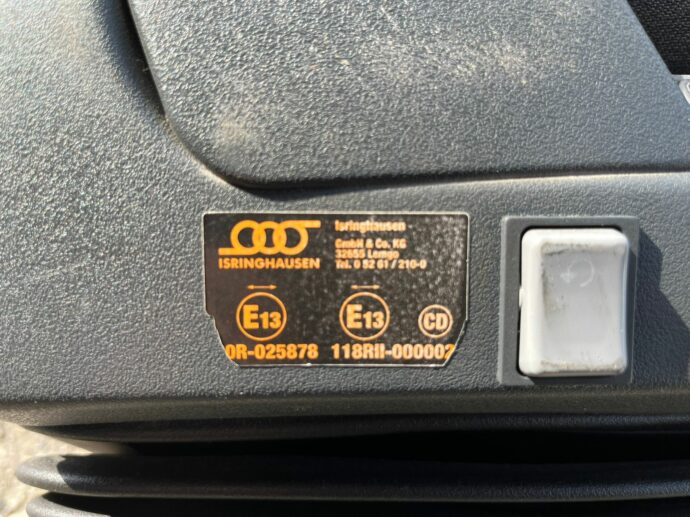 ISRINGHAUSEN
Isringhausen
GmbH & Co. KG
32655 Lemgo
Tel. 0 52 61 / 210-0
E13
E13
CD
0R-025878 118RII-000002